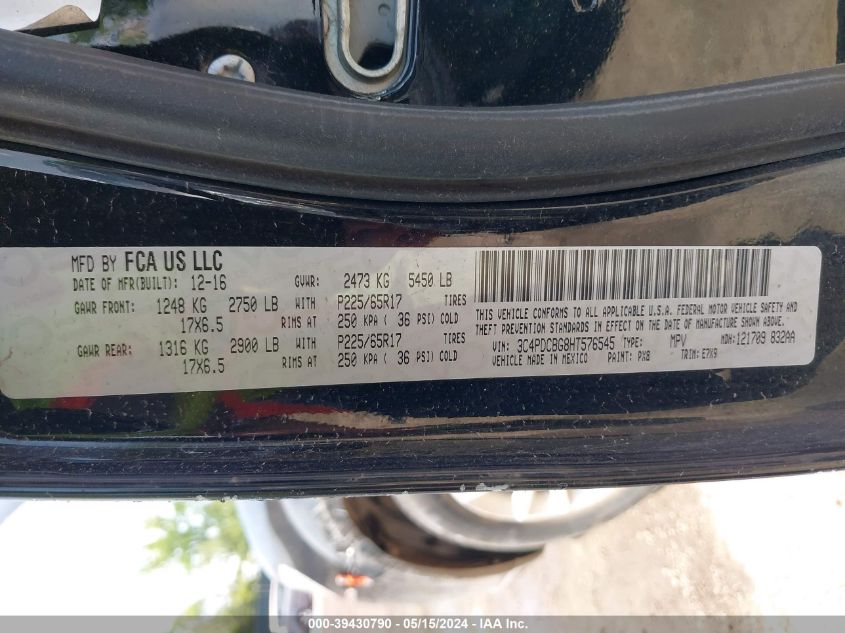 MFD BY FCA US LLC
DATE OF MFR(BUILT): 12-16 GVWR: 2473 KG 5450 LB
GAWR FRONT: 1248 KG 2750 LB WITH P225/65R17 TIRES
17X6.5 RIMS AT 250 KPA ( 36 PSI) COLD
GAWR REAR: 1316 KG 2900 LB WITH P225/65R17 TIRES
17X6.5 RIMS AT 250 KPA ( 36 PSI) COLD
THIS VEHICLE CONFORMS TO ALL APPLICABLE U.S.A. FEDERAL MOTOR VEHICLE SAFETY AND
THEFT PREVENTION STANDARDS IN EFFECT ON THE DATE OF MANUFACTURE SHOWN ABOVE.
VIN: 3C4PDCBG8HT576545 TYPE: MPV MDH: 121709 832AA
VEHICLE MADE IN MEXICO PAINT: PX8 TRIM: E7X9
000-39430790 - 05/15/2024 - IAA Inc.